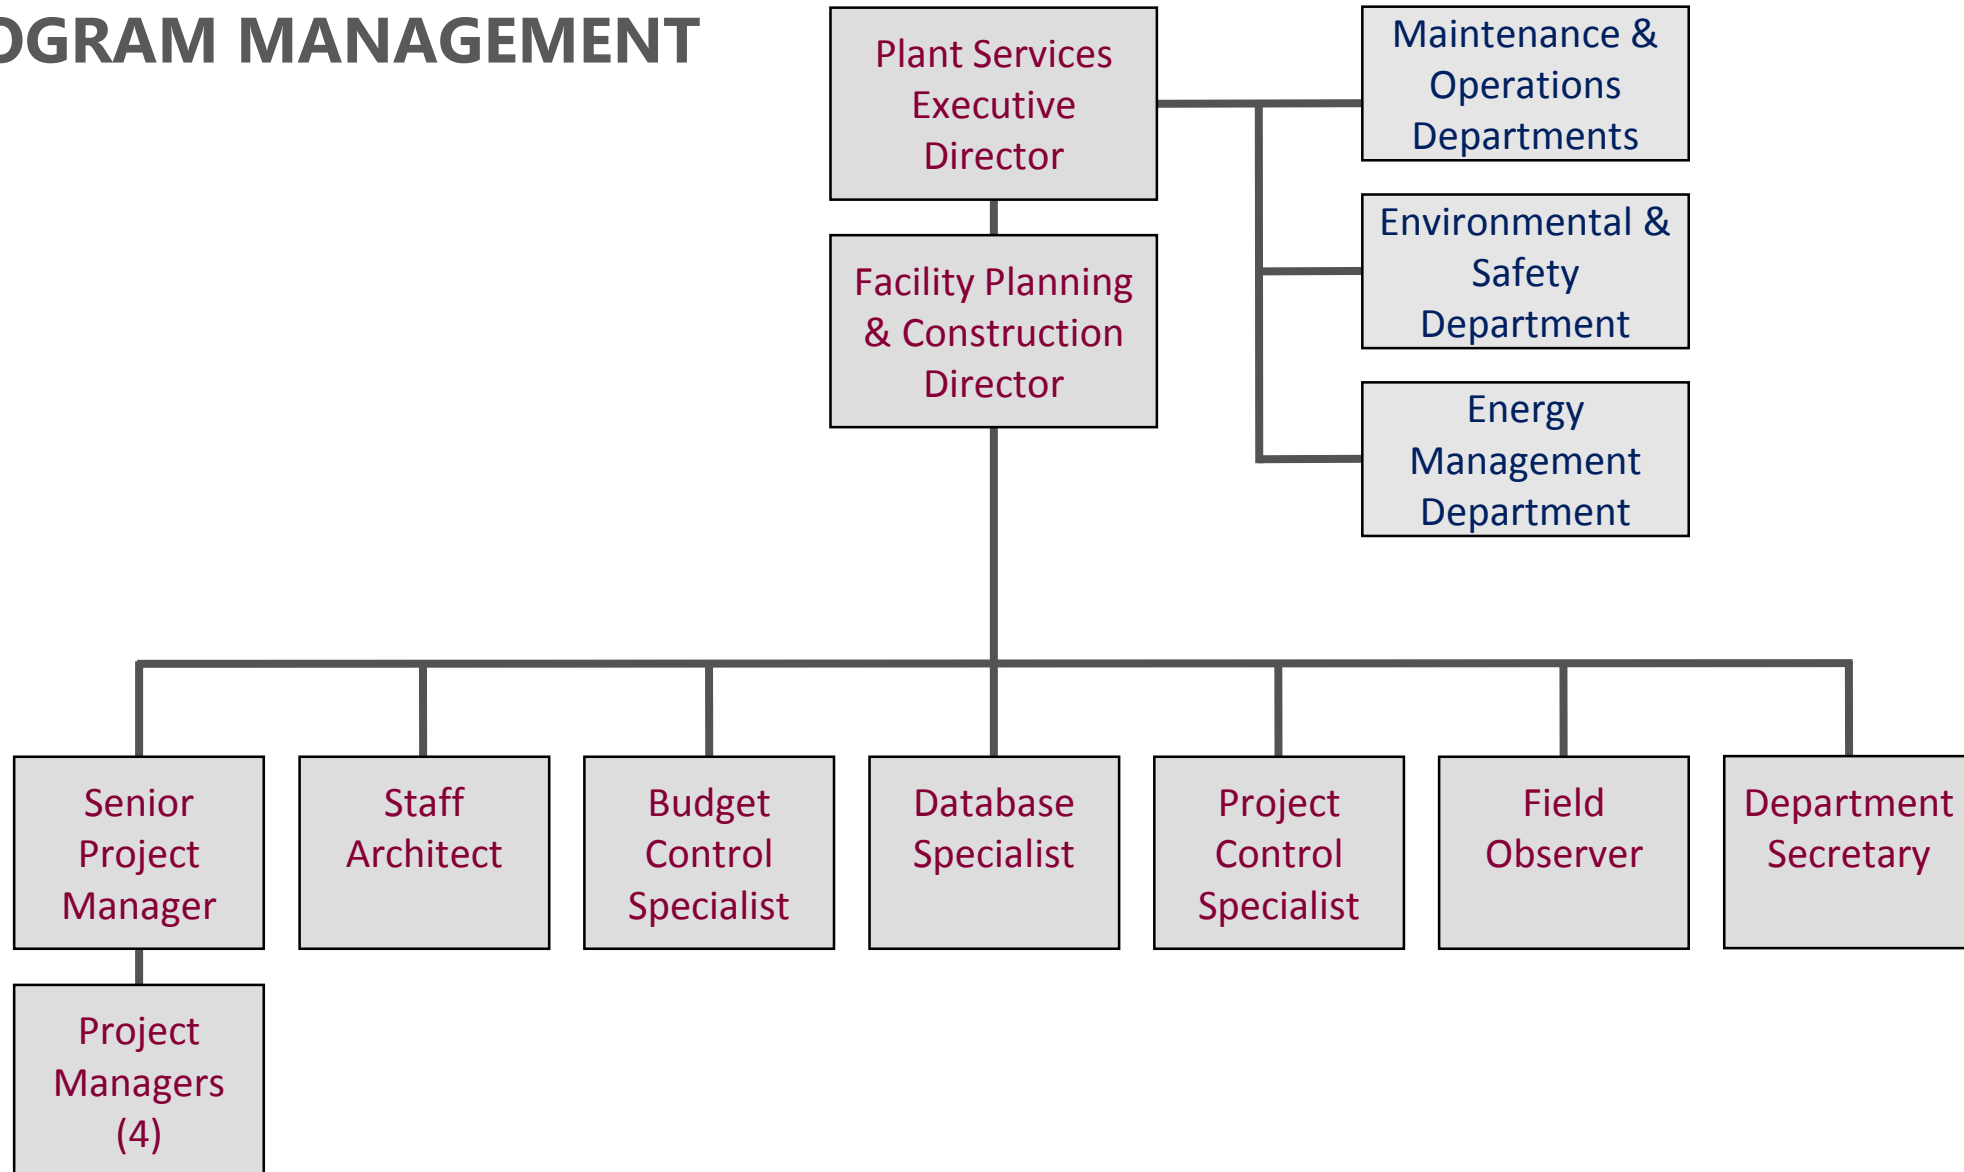 OGRAM MANAGEMENT
Plant Services
Executive
Director
Maintenance &
Operations
Departments
Environmental &
Safety
Department
Facility Planning
& Construction
Director
Energy
Management
Department
Senior
Project
Manager
Staff
Architect
Budget
Control
Specialist
Database
Specialist
Project
Control
Specialist
Field
Observer
Department
Secretary
Project
Managers
(4)